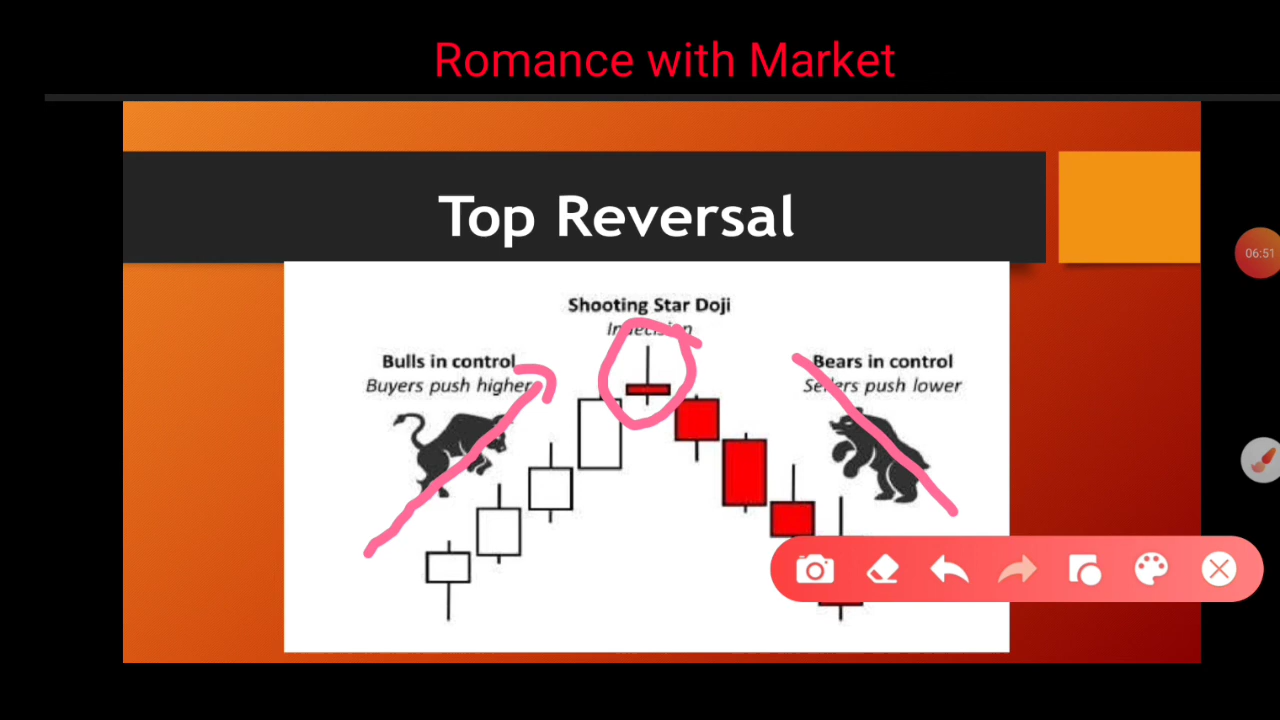 Romance with Market
Top Reversal
Shooting Star Doji
Indecision
Bulls in control
Buyers push higher
Bears in control
Sellers push lower
06:51